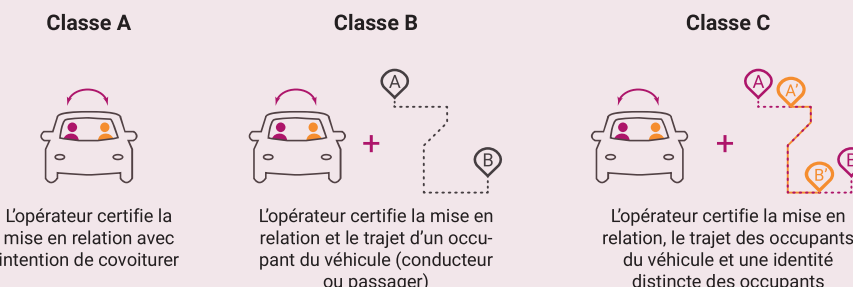 Classe A
Classe B
Classe C
A
B
A
A'
B'
B
L'opérateur certifie la
mise en relation avec
intention de covoiturer
L'opérateur certifie la mise en
relation et le trajet d'un occu-
pant du véhicule (conducteur
ou passager)
L'opérateur certifie la mise en
relation, le trajet des occupants
du véhicule et une identité
distincte des occupants